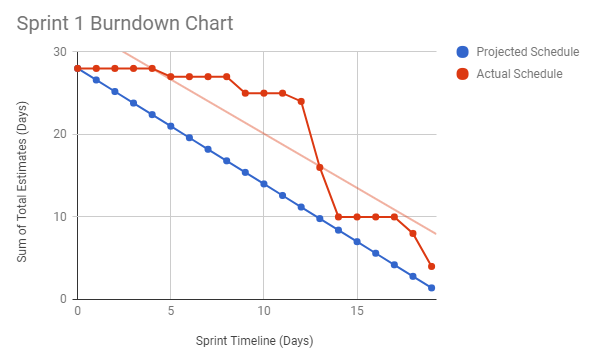 Sprint 1 Burndown Chart
Projected Schedule
Actual Schedule
30
20
10
0
0 5 10 15
Sum of Total Estimates (Days)
Sprint Timeline (Days)